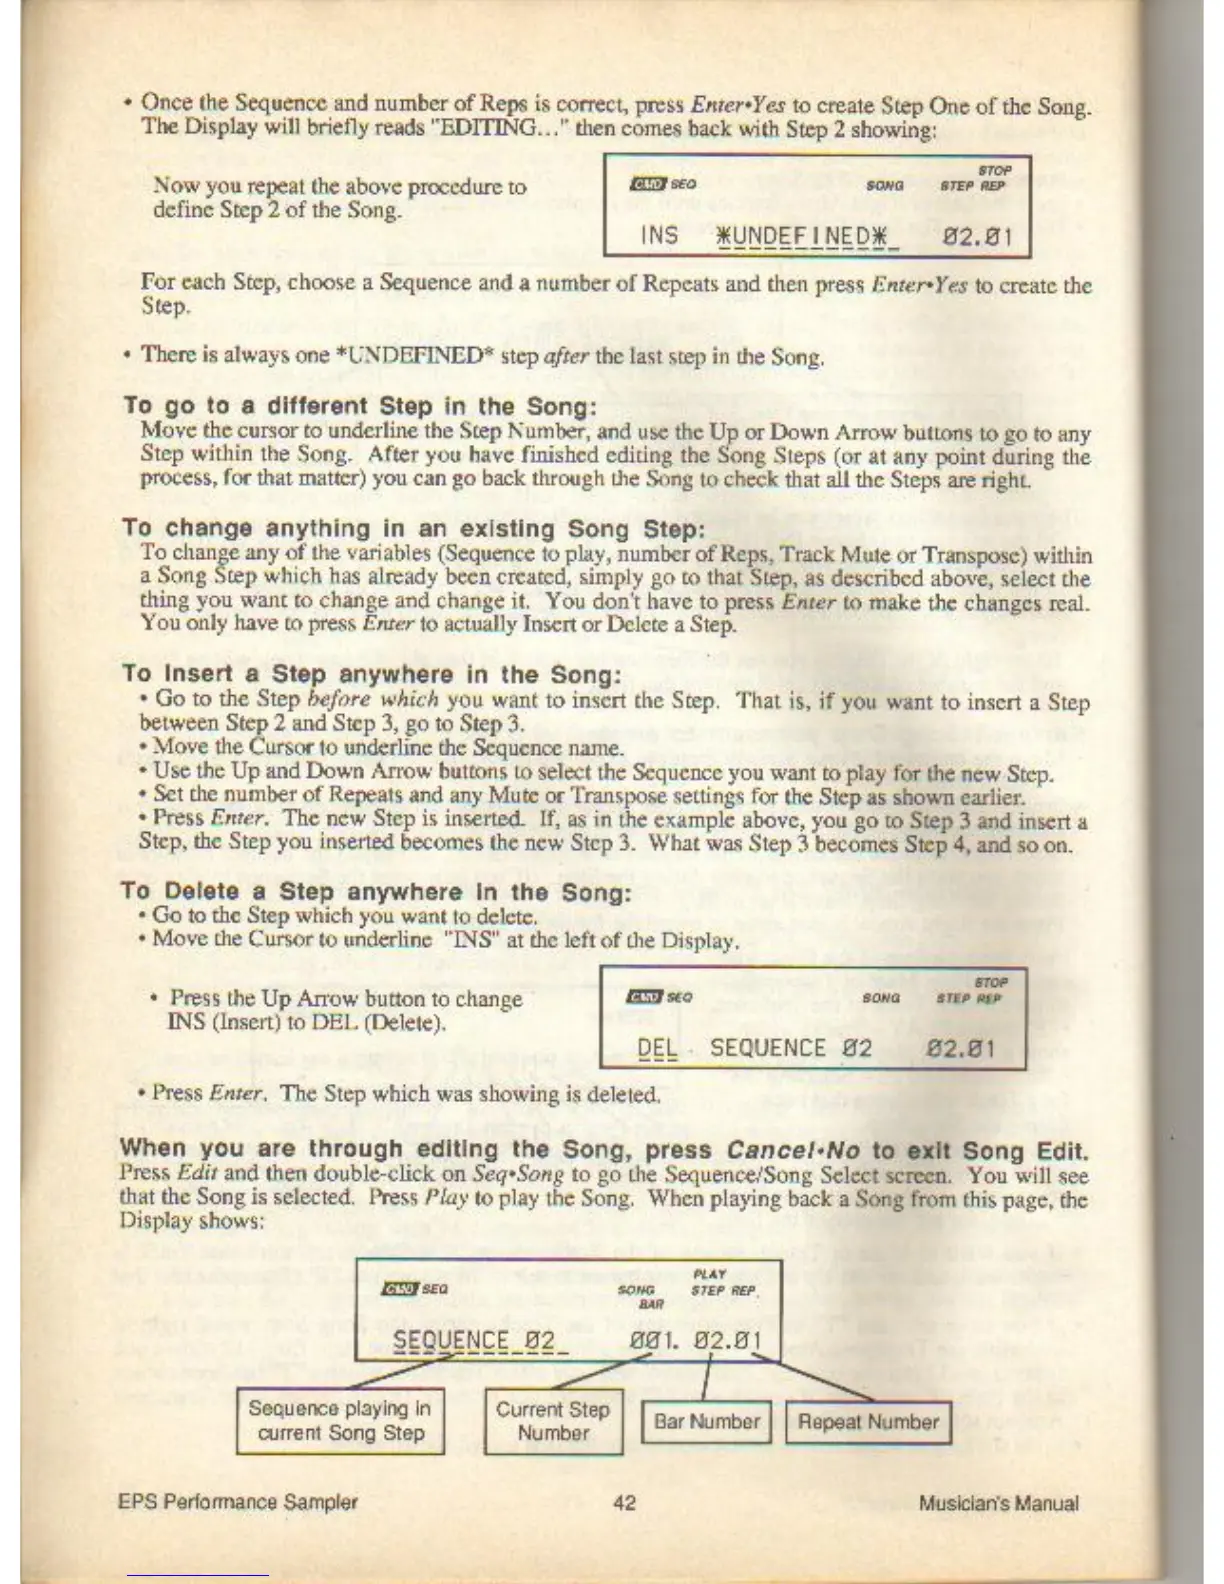 • Once the Sequence and number of Reps is correct, press Enter•Yes to create Step One of the Song.
The Display will briefly reads "EDITING..." then comes back with Step 2 showing:
Now you repeat the above procedure to
define Step 2 of the Song.
STOP
CMD SEQ SONG STEP REP
INS *UNDEFINED* 02.01
For each Step, choose a Sequence and a number of Repeats and then press Enter•Yes to create the
Step.
• There is always one *UNDEFINED* step after the last step in the Song.
To go to a different Step in the Song:
Move the cursor to underline the Step Number, and use the Up or Down Arrow buttons to go to any
Step within the Song. After you have finished editing the Song Steps (or at any point during the
process, for that matter) you can go back through the Song to check that all the Steps are right.
To change anything in an existing Song Step:
To change any of the variables (Sequence to play, number of Reps, Track Mute or Transpose) within
a Song Step which has already been created, simply go to that Step, as described above, select the
thing you want to change and change it. You don't have to press Enter to make the changes real.
You only have to press Enter to actually Insert or Delete a Step.
To Insert a Step anywhere in the Song:
• Go to the Step before which you want to insert the Step. That is, if you want to insert a Step
between Step 2 and Step 3, go to Step 3.
• Move the Cursor to underline the Sequence name.
• Use the Up and Down Arrow buttons to select the Sequence you want to play for the new Step.
• Set the number of Repeats and any Mute or Transpose settings for the Step as shown earlier.
• Press Enter. The new Step is inserted. If, as in the example above, you go to Step 3 and insert a
Step, the Step you inserted becomes the new Step 3. What was Step 3 becomes Step 4, and so on.
To Delete a Step anywhere in the Song:
• Go to the Step which you want to delete.
• Move the Cursor to underline "INS" at the left of the Display.
• Press the Up Arrow button to change
INS (Insert) to DEL (Delete).
STOP
CMD SEQ SONG STEP REP
DEL SEQUENCE 02 02.01
• Press Enter. The Step which was showing is deleted.
When you are through editing the Song, press Cancel•No to exit Song Edit.
Press Edit and then double-click on Seq•Song to go the Sequence/Song Select screen. You will see
that the Song is selected. Press Play to play the Song. When playing back a Song from this page, the
Display shows:
PLAY
CMD SEQ SONG STEP REP
BAR
SEQUENCE 02 001. 02.01
Sequence playing in
current Song Step
Current Step
Number
Bar Number
Repeat Number
EPS Performance Sampler 42 Musician's Manual